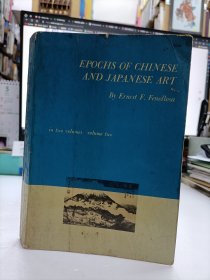 EPOCHS OF CHINESE
AND JAPANESE ART
By Ernest F. Fenollosa
in two volumes volume two